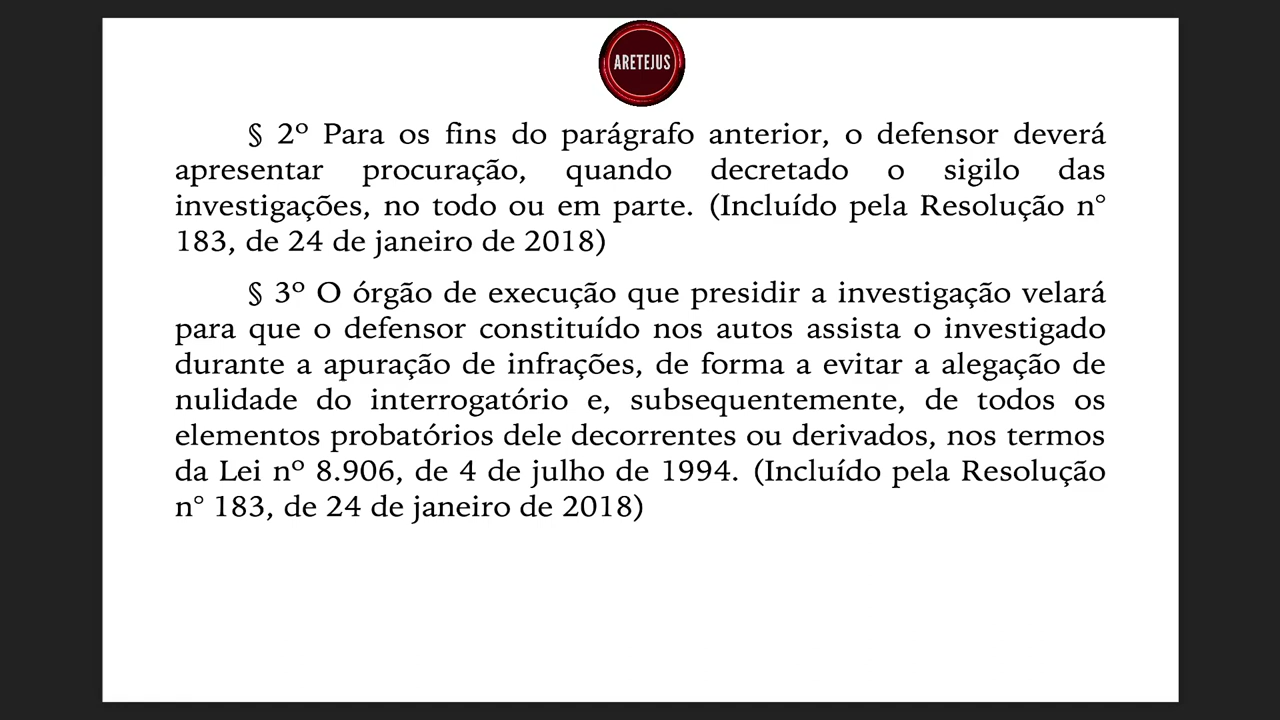 ARETEJUS
§ 2º Para os fins do parágrafo anterior, o defensor deverá
apresentar procuração, quando decretado o sigilo das
investigações, no todo ou em parte. (Incluído pela Resolução n°
183, de 24 de janeiro de 2018)
§ 3º O órgão de execução que presidir a investigação velará
para que o defensor constituído nos autos assista o investigado
durante a apuração de infrações, de forma a evitar a alegação de
nulidade do interrogatório e, subsequentemente, de todos os
elementos probatórios dele decorrentes ou derivados, nos termos
da Lei nº 8.906, de 4 de julho de 1994. (Incluído pela Resolução
n° 183, de 24 de janeiro de 2018)